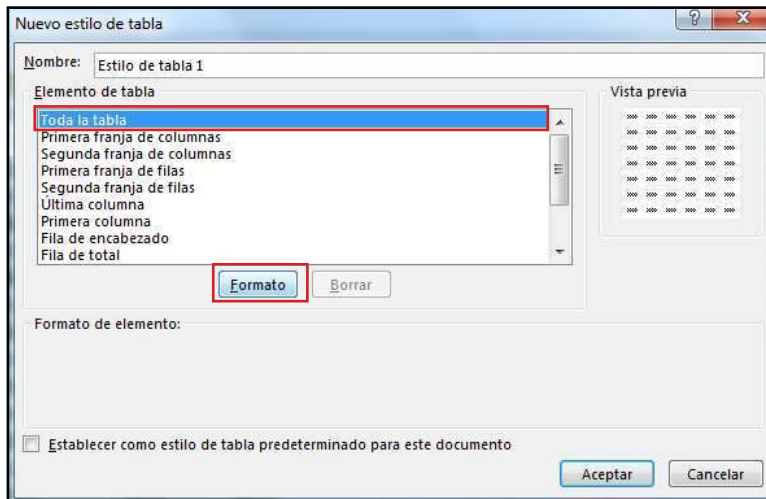 Nuevo estilo de tabla
Nombre: Estilo de tabla 1
Elemento de tabla
Toda la tabla
Primera franja de columnas
Segunda franja de columnas
Primera franja de filas
Segunda franja de filas
Última columna
Primera columna
Fila de encabezado
Fila de total
Vista previa
Formato Borrar
Formato de elemento:
Establecer como estilo de tabla predeterminado para este documento
Aceptar Cancelar